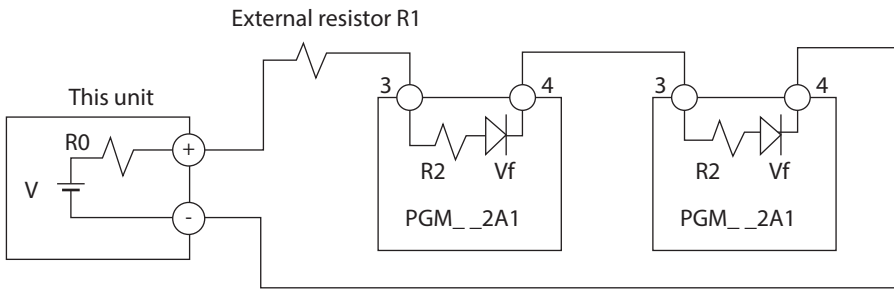 External resistor R1
This unit
R0
V
+
-
3
4
R2
Vf
PGM_ _2A1
3
4
R2
Vf
PGM_ _2A1